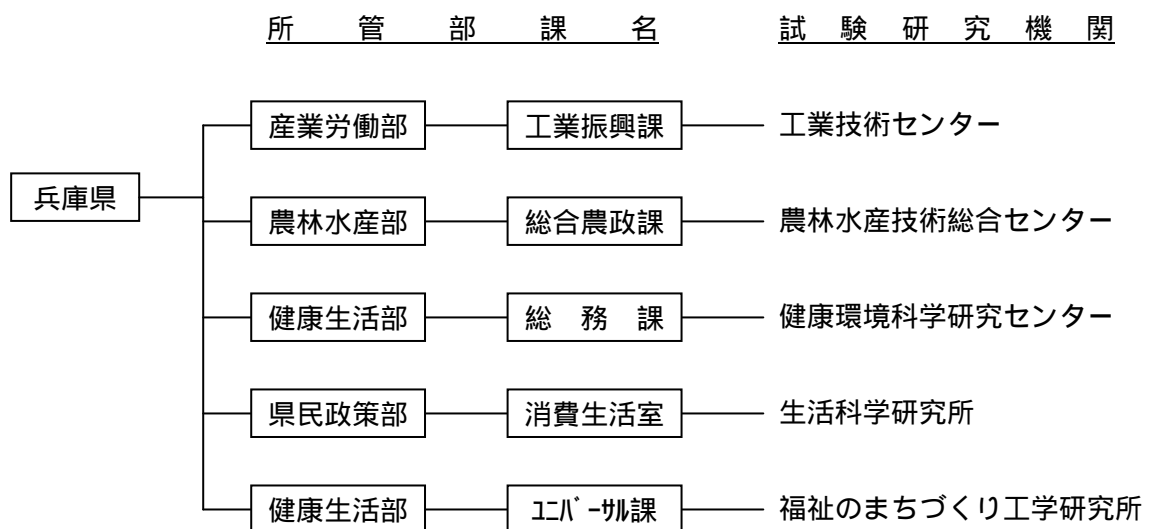 所管部課名 試験研究機関
産業労働部 工業振興課 工業技術センター
兵庫県
農林水産部 総合農政課 農林水産技術総合センター
健康生活部 総務課 健康環境科学研究センター
県民政策部 消費生活室 生活科学研究所
健康生活部 ﾕﾆﾊﾞｰｻﾙ課 福祉のまちづくり工学研究所